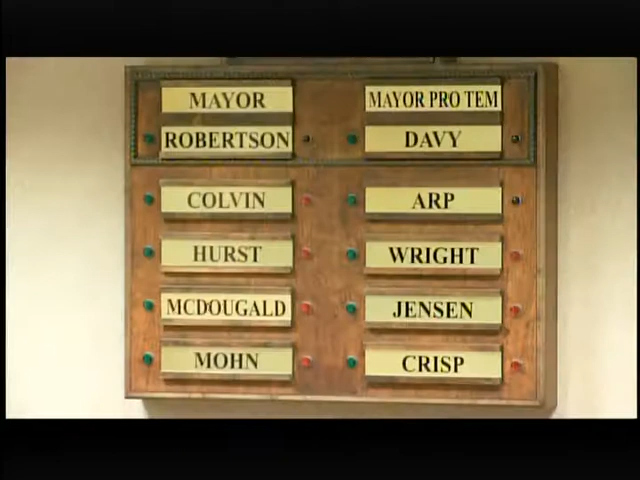 MAYOR
ROBERTSON
MAYOR PRO TEM
DAVY
COLVIN
ARP
HURST
WRIGHT
MCDOUGALD
JENSEN
MOHN
CRISP